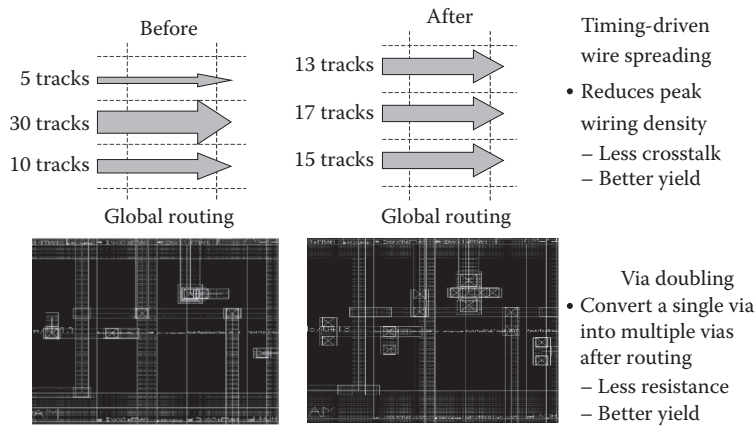 Before
5 tracks
30 tracks
10 tracks
Global routing
After
13 tracks
17 tracks
15 tracks
Global routing
Timing-driven
wire spreading
• Reduces peak
wiring density
– Less crosstalk
– Better yield
AM
AM
Via doubling
• Convert a single via
into multiple vias
after routing
– Less resistance
– Better yield